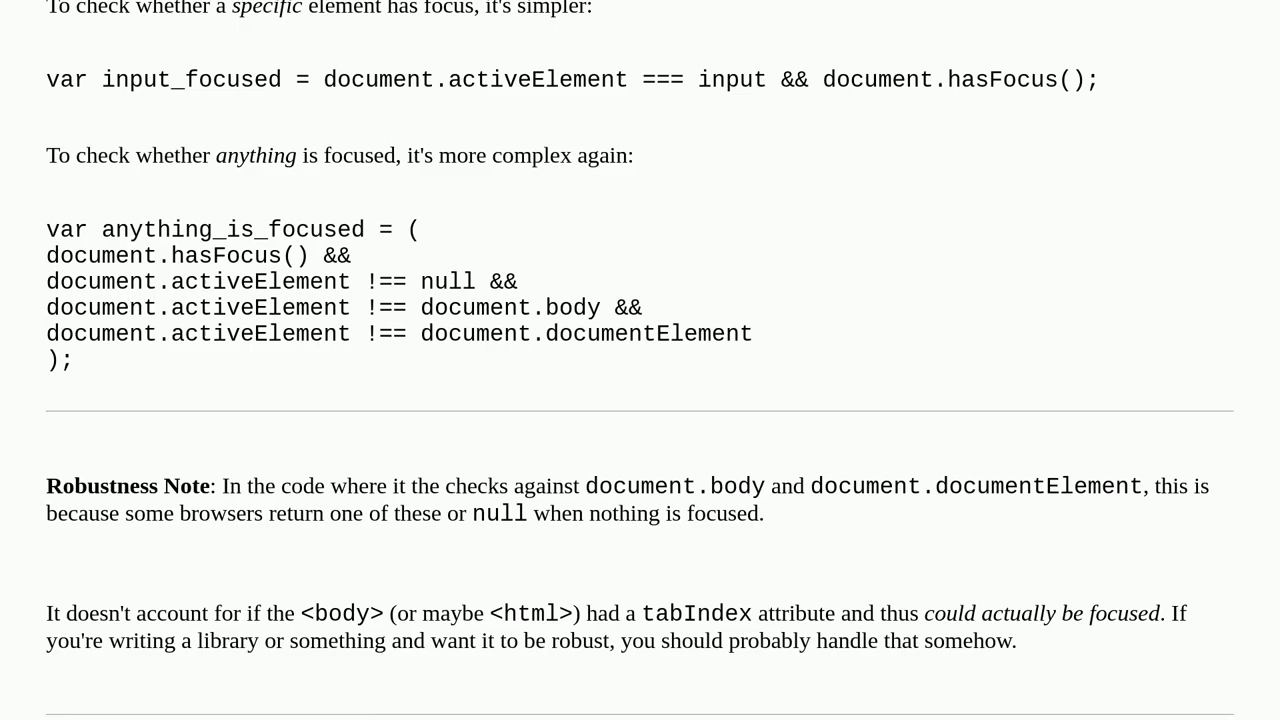 To check whether a specific element has focus, it's simpler:
var input_focused = document.activeElement === input && document.hasFocus();
To check whether anything is focused, it's more complex again:
var anything_is_focused = (
document.hasFocus() &&
document.activeElement !== null &&
document.activeElement !== document.body &&
document.activeElement !== document.documentElement
);
Robustness Note: In the code where it the checks against document.body and document.documentElement, this is
because some browsers return one of these or null when nothing is focused.
It doesn't account for if the <body> (or maybe <html>) had a tabIndex attribute and thus could actually be focused. If
you're writing a library or something and want it to be robust, you should probably handle that somehow.